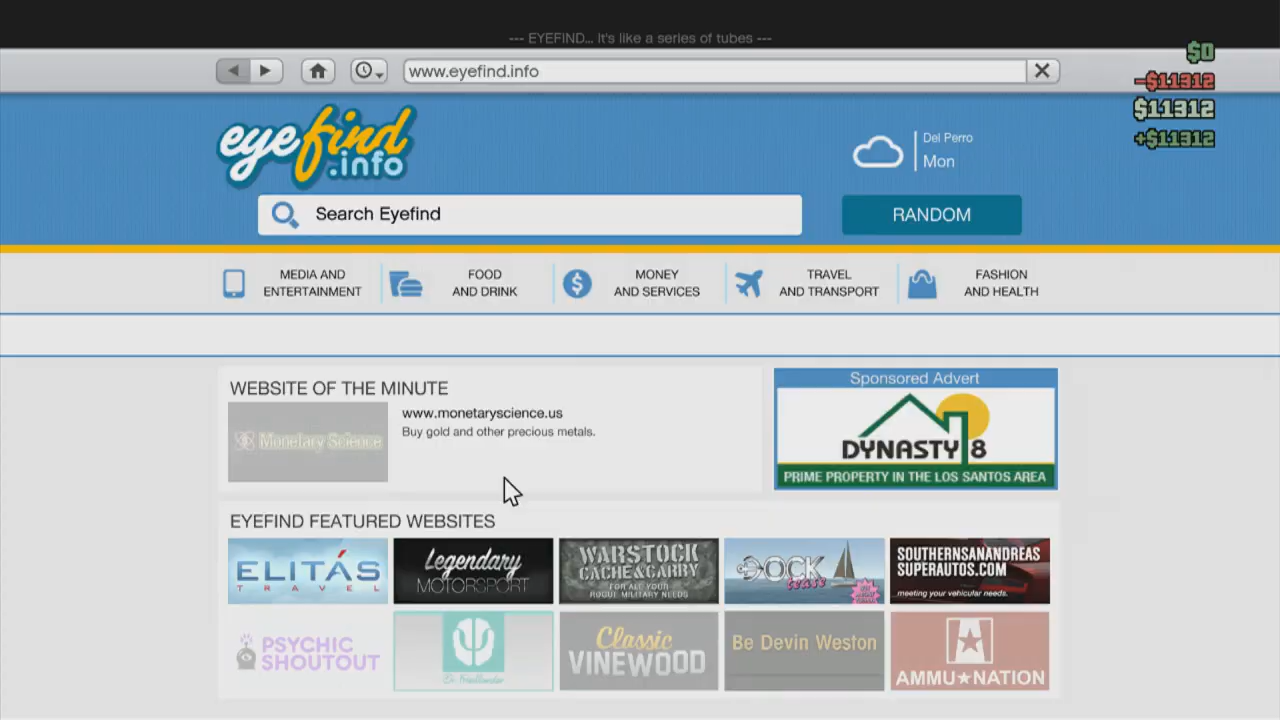 --- EYEFIND... It's like a series of tubes ---
$0
www.eyefind.info
-$11312
$11312
+$11312
eyefind
.info
Del Perro
Mon
Search Eyefind
RANDOM
MEDIA AND
ENTERTAINMENT
FOOD
AND DRINK
MONEY
AND SERVICES
TRAVEL
AND TRANSPORT
FASHION
AND HEALTH
WEBSITE OF THE MINUTE
Monetary Science
www.monetaryscience.us
Buy gold and other precious metals.
Sponsored Advert
DYNASTY 8
PRIME PROPERTY IN THE LOS SANTOS AREA
EYEFIND FEATURED WEBSITES
ELITÁS
TRAVEL
Legendary
MOTORSPORT
WARSTOCK
CACHE&CARRY
FOR ALL YOUR
ROGUE MILITARY NEEDS
DOCK
tease
SOUTHERNSANANDREAS
SUPERAUTOS.COM
meeting your vehicular needs.
PSYCHIC
SHOUTOUT
Dr. Friedlander
Classic
VINEWOOD
Be Devin Weston
AMMU★NATION